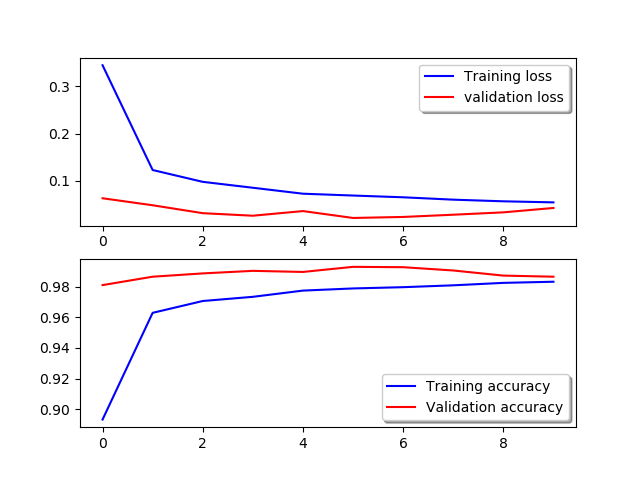 0.3
0.2
0.1
Training loss
validation loss
0 2 4 6 8
0.98
0.96
0.94
0.92
0.90
Training accuracy
Validation accuracy
0 2 4 6 8